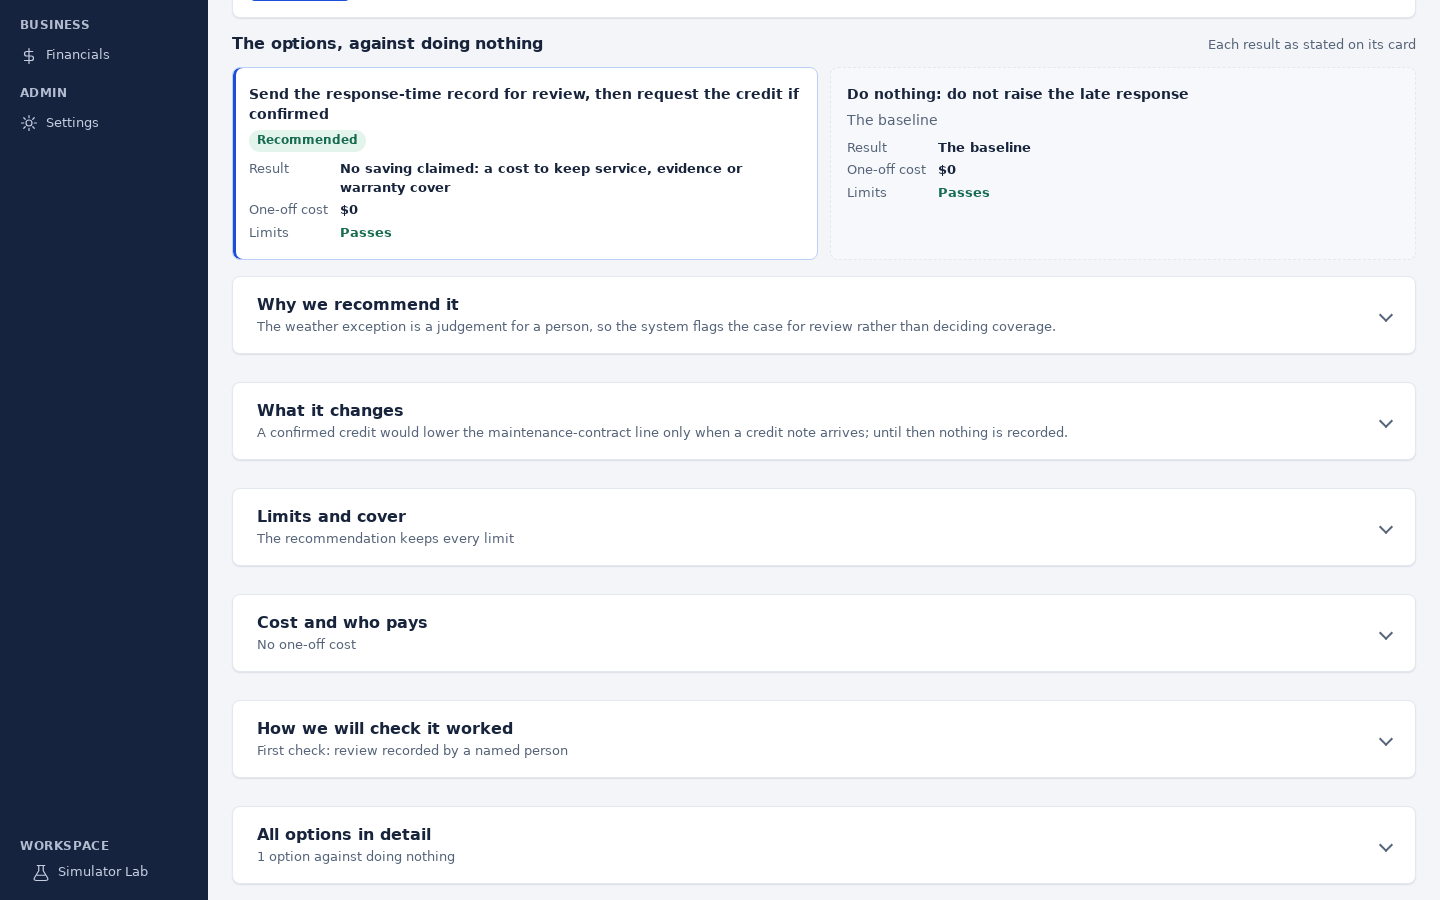 BUSINESS
Financials
ADMIN
Settings
WORKSPACE
Simulator Lab
The options, against doing nothing
Each result as stated on its card
Send the response-time record for review, then request the credit if
confirmed
Recommended
Result
No saving claimed: a cost to keep service, evidence or
warranty cover
One-off cost
$0
Limits
Passes
Do nothing: do not raise the late response
The baseline
Result
The baseline
One-off cost
$0
Limits
Passes
Why we recommend it
The weather exception is a judgement for a person, so the system flags the case for review rather than deciding coverage.
What it changes
A confirmed credit would lower the maintenance-contract line only when a credit note arrives; until then nothing is recorded.
Limits and cover
The recommendation keeps every limit
Cost and who pays
No one-off cost
How we will check it worked
First check: review recorded by a named person
All options in detail
1 option against doing nothing